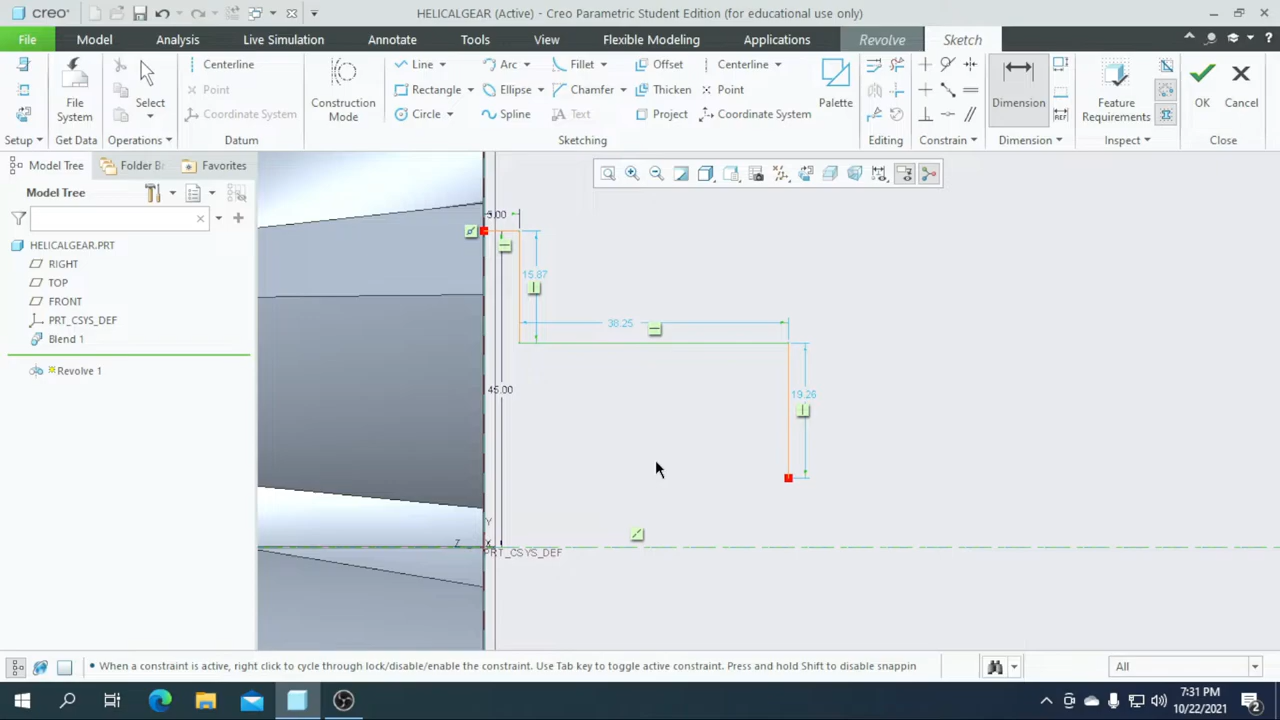 creo HELICALGEAR (Active) - Creo Parametric Student Edition (for educational use only)
File Model Analysis Live Simulation Annotate Tools View Flexible Modeling Applications Revolve Sketch
Centerline Line Arc Fillet Offset Centerline
Point Rectangle Ellipse Chamfer Thicken Point
Coordinate System Circle Spline Text Project Coordinate System
File System Select Construction Mode Palette Dimension Feature Requirements OK Cancel
Setup Get Data Operations Datum Sketching Editing Constrain Dimension Inspect Close
Model Tree Folder B Favorites
Model Tree
HELICALGEAR.PRT
RIGHT
TOP
FRONT
PRT_CSYS_DEF
Blend 1
Revolve 1
15.87
38.25
45.00
19.26
Y
Z X
PRT_CSYS_DEF
When a constraint is active, right click to cycle through lock/disable/enable the constraint. Use Tab key to toggle active constraint. Press and hold Shift to disable snappin
All
7:31 PM
10/22/2021
2